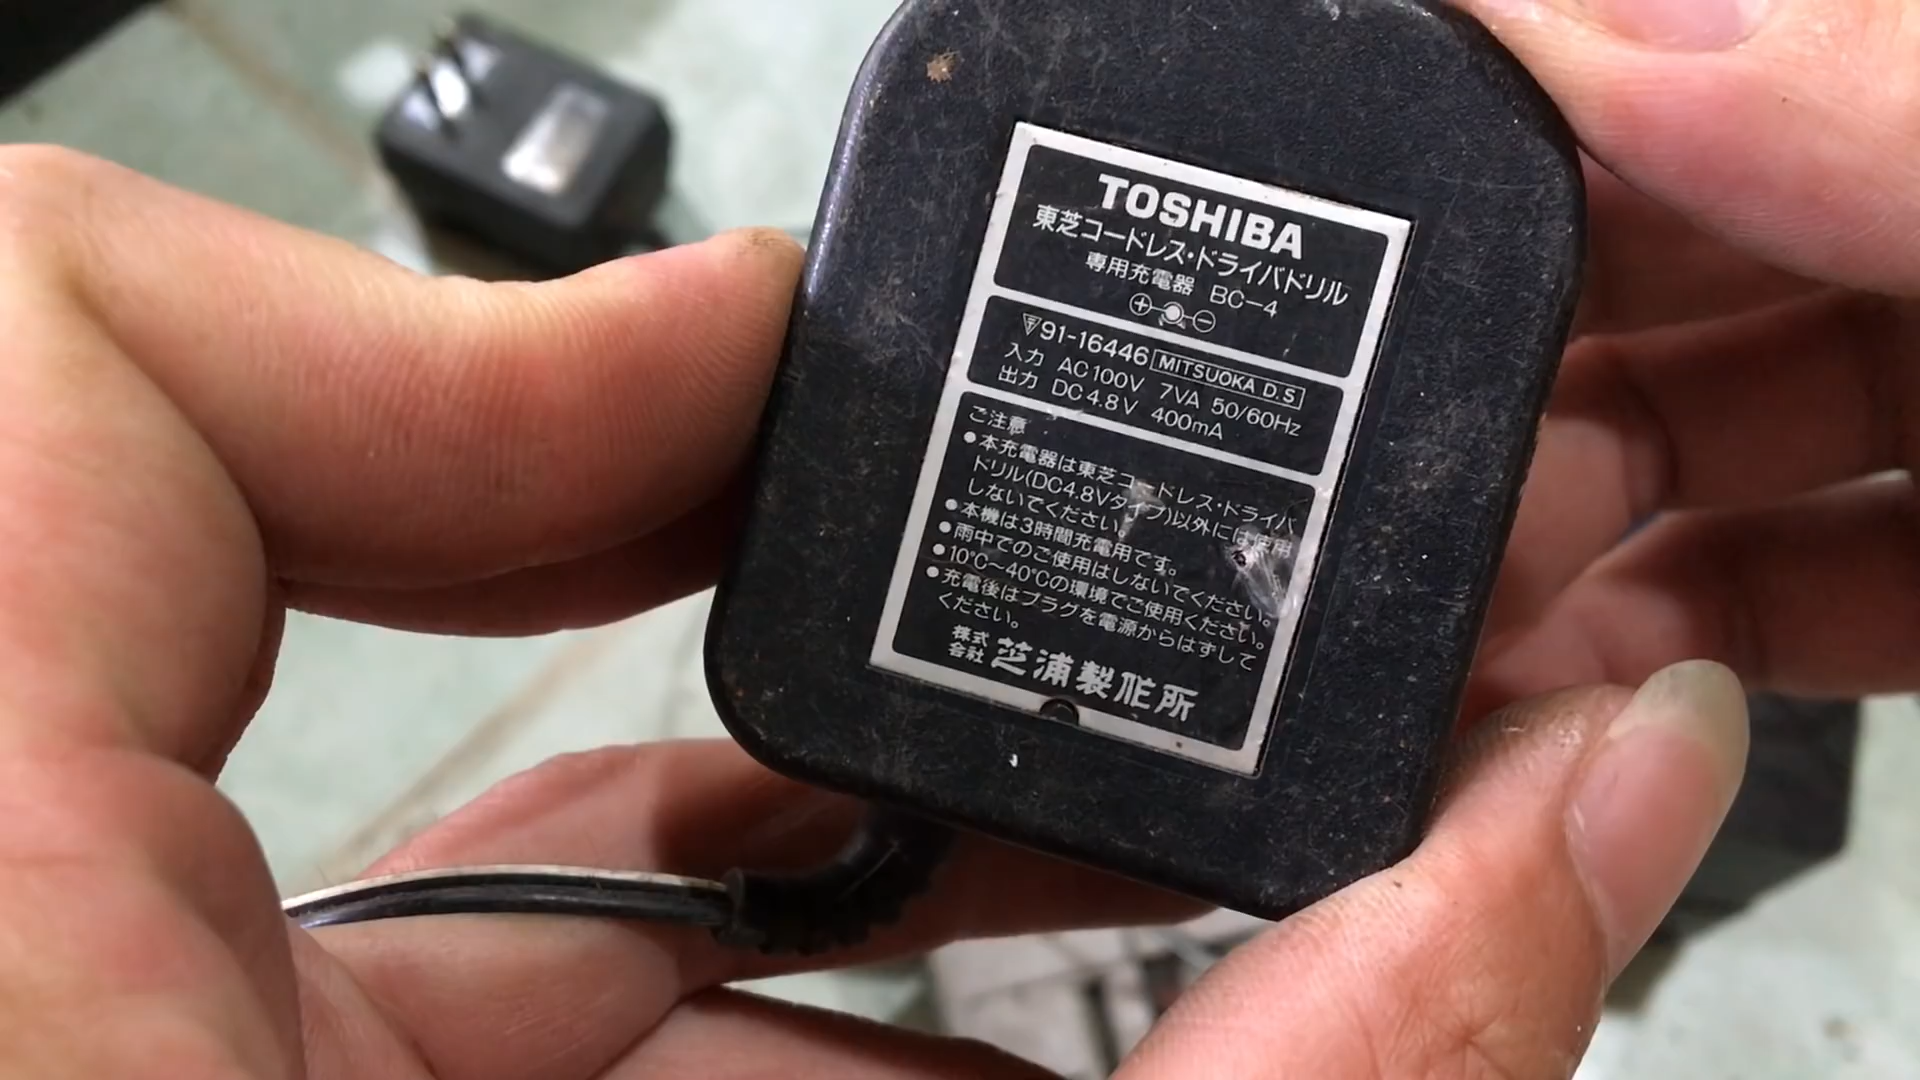 TOSHIBA
東芝コードレス・ドライバドリル
専用充電器 BC-4
+ −
91-16446 MITSUOKA D.S
入力 AC100V 7VA 50/60Hz
出力 DC4.8V 400mA
ご注意
●本充電器は東芝コードレス・ドライバ
ドリル(DC4.8Vタイプ)以外には使用
しないでください。
●本機は3時間充電用です。
●雨中でのご使用はしないでください。
●10℃〜40℃の環境でご使用ください。
●充電後はプラグを電源からはずして
ください。
株式会社 芝浦製作所